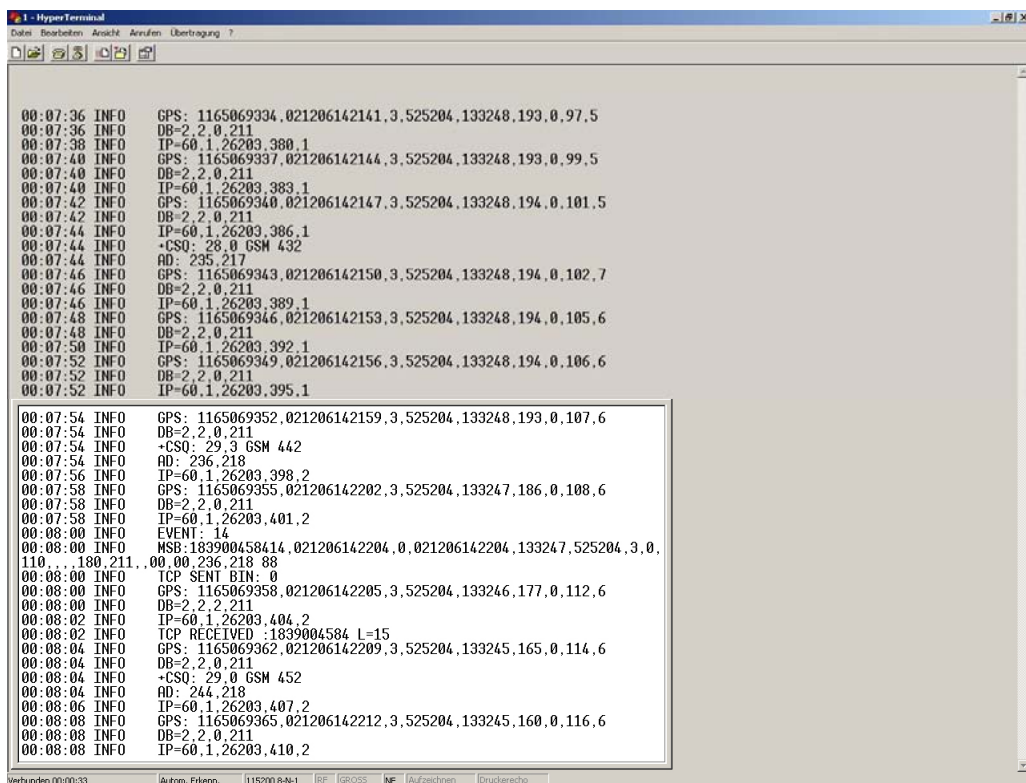 1 - HyperTerminal
Datei Bearbeiten Ansicht Anrufen Übertragung ?
00:07:36 INFO GPS: 1165069334,021206142141,3,525204,133248,193,0,97,5
00:07:36 INFO DB=2,2,0,211
00:07:38 INFO IP=60,1,26203,380,1
00:07:40 INFO GPS: 1165069337,021206142144,3,525204,133248,193,0,99,5
00:07:40 INFO DB=2,2,0,211
00:07:40 INFO IP=60,1,26203,383,1
00:07:42 INFO GPS: 1165069340,021206142147,3,525204,133248,194,0,101,5
00:07:42 INFO DB=2,2,0,211
00:07:44 INFO IP=60,1,26203,386,1
00:07:44 INFO +CSQ: 28,0 GSM 432
00:07:44 INFO AD: 235,217
00:07:46 INFO GPS: 1165069343,021206142150,3,525204,133248,194,0,102,7
00:07:46 INFO DB=2,2,0,211
00:07:46 INFO IP=60,1,26203,389,1
00:07:48 INFO GPS: 1165069346,021206142153,3,525204,133248,194,0,105,6
00:07:48 INFO DB=2,2,0,211
00:07:50 INFO IP=60,1,26203,392,1
00:07:52 INFO GPS: 1165069349,021206142156,3,525204,133248,194,0,106,6
00:07:52 INFO DB=2,2,0,211
00:07:52 INFO IP=60,1,26203,395,1
00:07:54 INFO GPS: 1165069352,021206142159,3,525204,133248,193,0,107,6
00:07:54 INFO DB=2,2,0,211
00:07:54 INFO +CSQ: 29,3 GSM 442
00:07:54 INFO AD: 236,218
00:07:56 INFO IP=60,1,26203,398,2
00:07:58 INFO GPS: 1165069355,021206142202,3,525204,133247,186,0,108,6
00:07:58 INFO DB=2,2,0,211
00:07:58 INFO IP=60,1,26203,401,2
00:08:00 INFO EVENT: 14
00:08:00 INFO MSB:183900458414,021206142204,0,021206142204,133247,525204,3,0,
110,,,,180,211,,00,00,236,218 88
00:08:00 INFO TCP SENT BIN: 0
00:08:00 INFO GPS: 1165069358,021206142205,3,525204,133246,177,0,112,6
00:08:00 INFO DB=2,2,2,211
00:08:02 INFO IP=60,1,26203,404,2
00:08:02 INFO TCP RECEIVED :1839004584 L=15
00:08:04 INFO GPS: 1165069362,021206142209,3,525204,133245,165,0,114,6
00:08:04 INFO DB=2,2,0,211
00:08:04 INFO +CSQ: 29,0 GSM 452
00:08:04 INFO AD: 244,218
00:08:06 INFO IP=60,1,26203,407,2
00:08:08 INFO GPS: 1165069365,021206142212,3,525204,133245,160,0,116,6
00:08:08 INFO DB=2,2,0,211
00:08:08 INFO IP=60,1,26203,410,2
Verbunden 00:00:33 Autom. Erkenn. 115200 8-N-1 RF GROSS NF Aufzeichnen Druckerecho